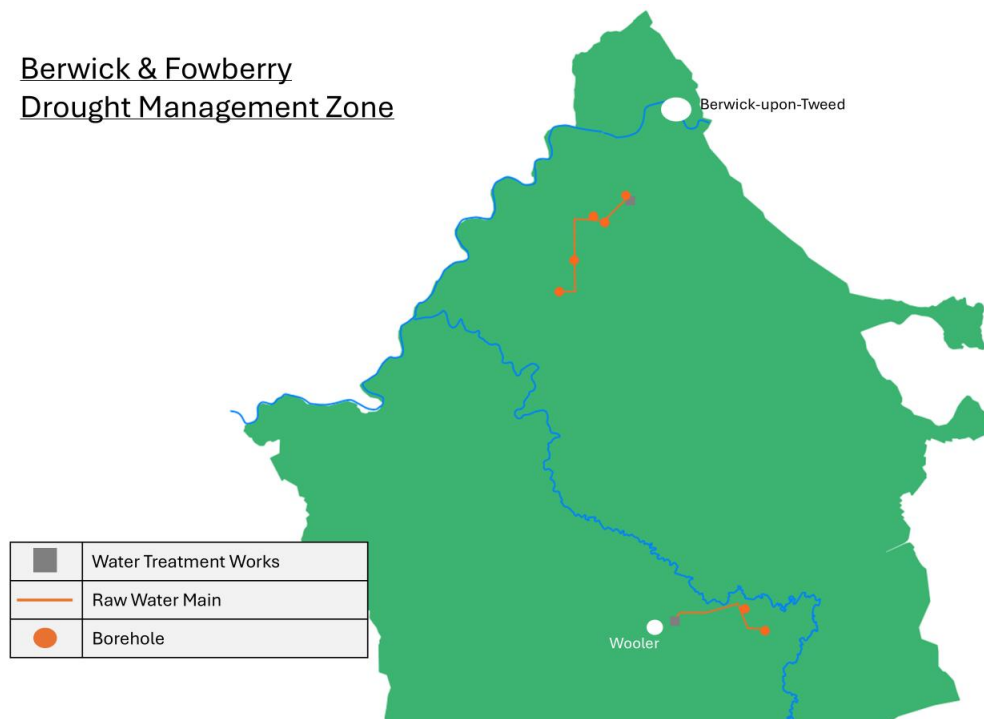 Berwick & Fowberry
Drought Management Zone
Berwick-upon-Tweed
Water Treatment Works
Raw Water Main
Borehole
Wooler